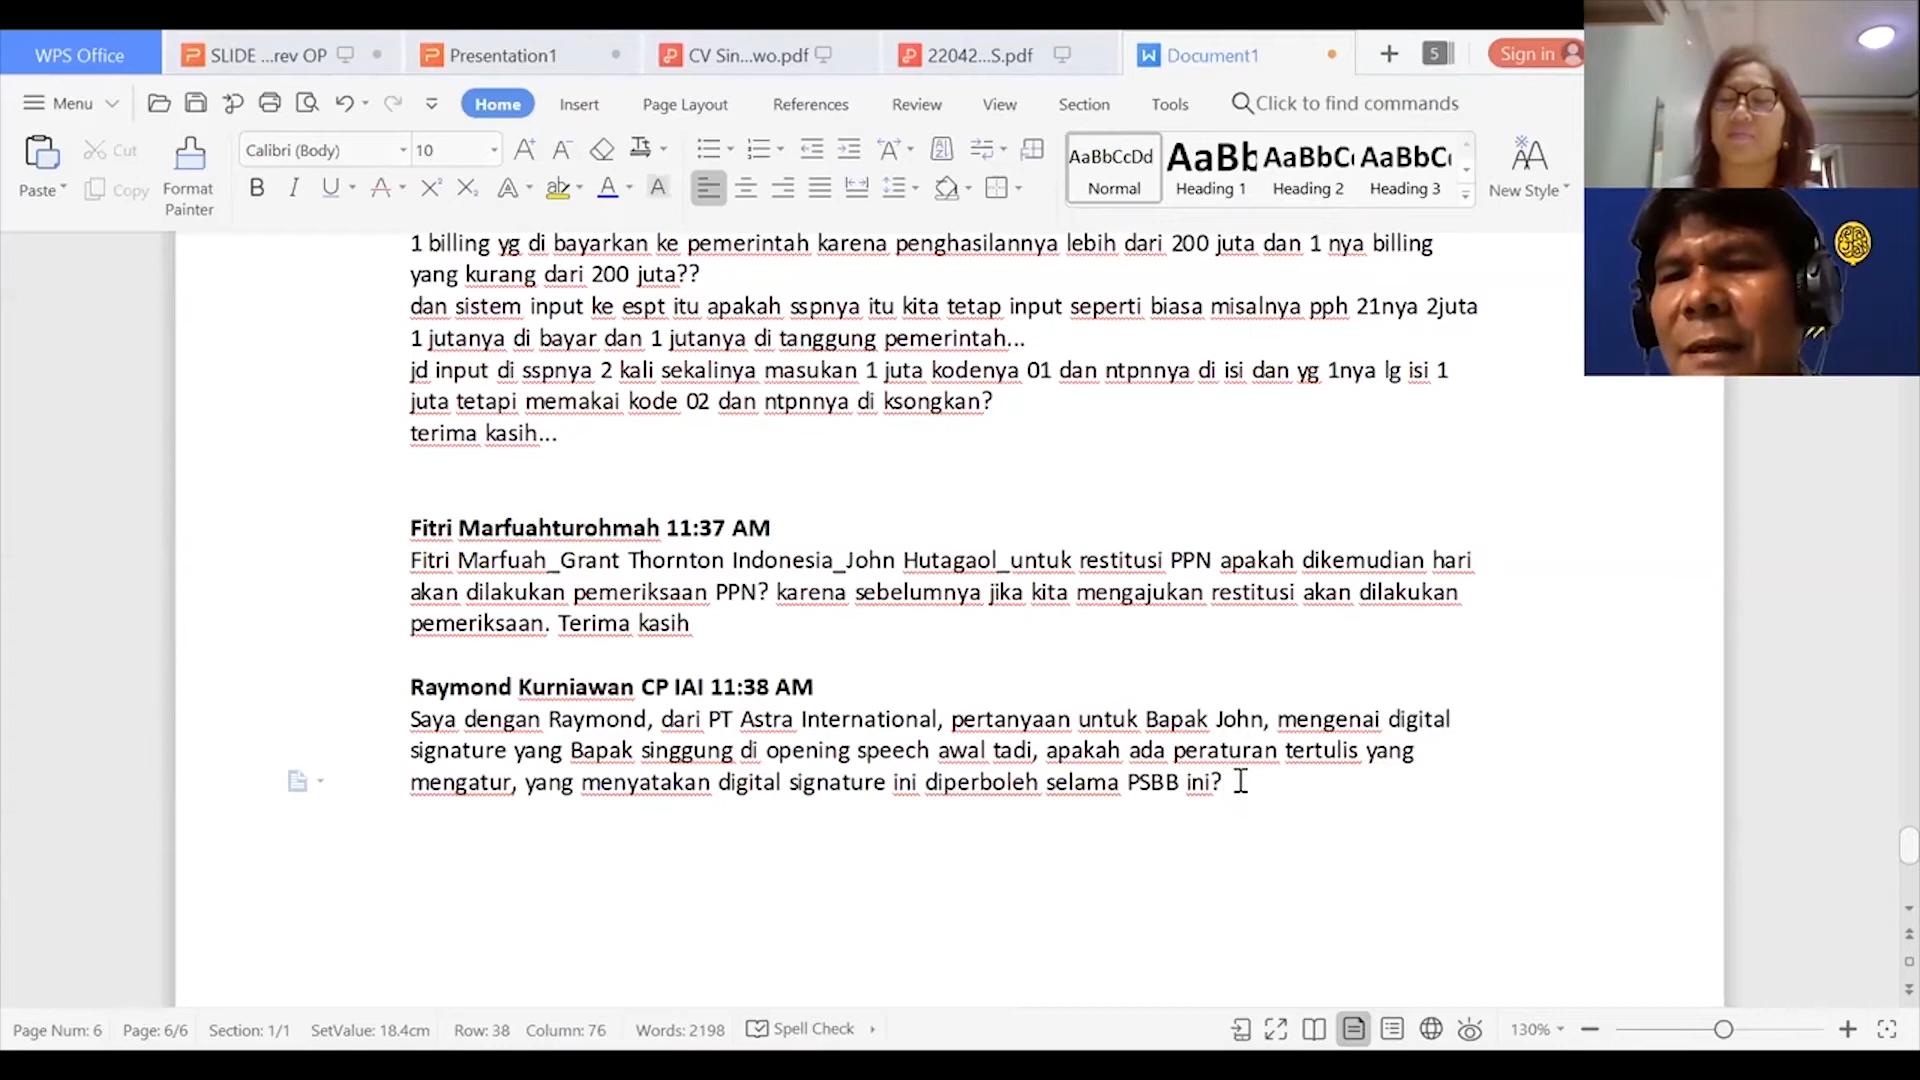 WPS Office
SLIDE ...rev OP
Presentation1
CV Sin...wo.pdf
22042...S.pdf
Document1
5
Sign in
Menu
Home
Insert
Page Layout
References
Review
View
Section
Tools
Click to find commands
Paste
Cut
Copy
Format
Painter
Calibri (Body)
10
AaBbCcDd
Normal
AaBb
Heading 1
AaBbC
Heading 2
AaBbC
Heading 3
New Style
1 billing yg di bayarkan ke pemerintah karena penghasilannya lebih dari 200 juta dan 1 nya billing
yang kurang dari 200 juta??
dan sistem input ke espt itu apakah sspnya itu kita tetap input seperti biasa misalnya pph 21nya 2juta
1 jutanya di bayar dan 1 jutanya di tanggung pemerintah...
jd input di sspnya 2 kali sekalinya masukan 1 juta kodenya 01 dan ntpnnya di isi dan yg 1nya lg isi 1
juta tetapi memakai kode 02 dan ntpnnya di ksongkan?
terima kasih...
Fitri Marfuahturohmah 11:37 AM
Fitri Marfuah_Grant Thornton Indonesia_John Hutagaol_untuk restitusi PPN apakah dikemudian hari
akan dilakukan pemeriksaan PPN? karena sebelumnya jika kita mengajukan restitusi akan dilakukan
pemeriksaan. Terima kasih
Raymond Kurniawan CP IAI 11:38 AM
Saya dengan Raymond, dari PT Astra International, pertanyaan untuk Bapak John, mengenai digital
signature yang Bapak singgung di opening speech awal tadi, apakah ada peraturan tertulis yang
mengatur, yang menyatakan digital signature ini diperboleh selama PSBB ini?
Page Num: 6
Page: 6/6
Section: 1/1
SetValue: 18.4cm
Row: 38
Column: 76
Words: 2198
Spell Check
130%